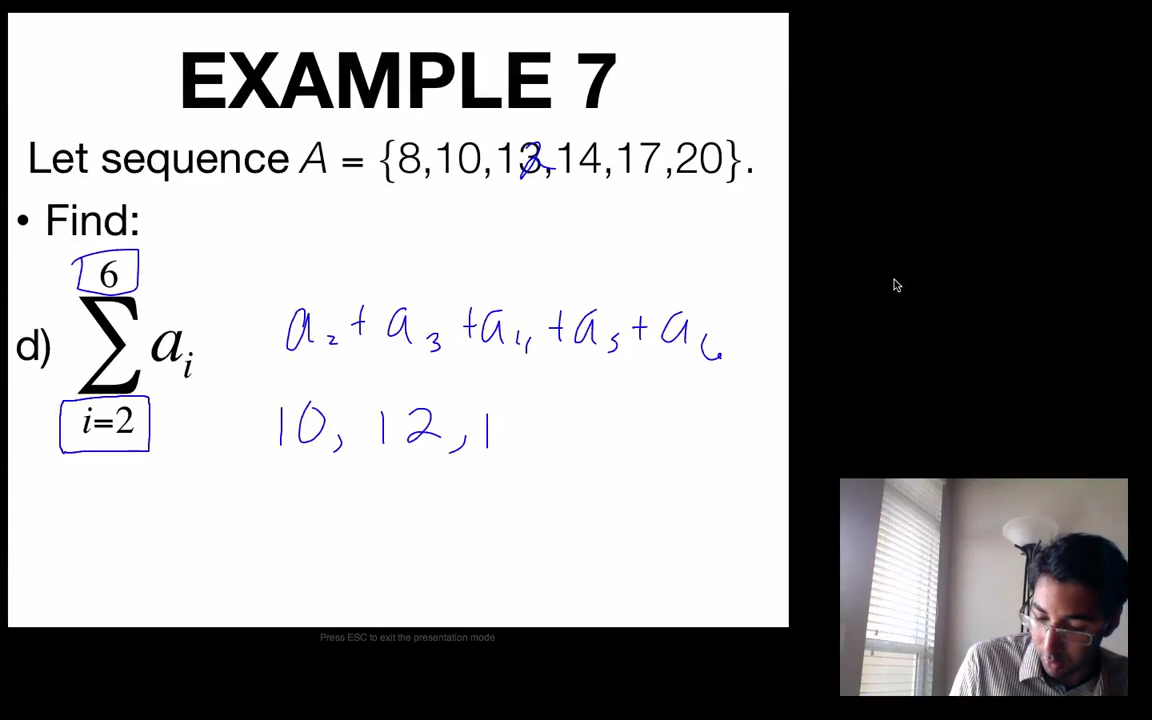 EXAMPLE 7
Let sequence A = {8,10,12,14,17,20}.
• Find:
6
d) ∑ aᵢ
i=2
a₂ + a₃ + a₄ + a₅ + a₆
10, 12, 1
Press ESC to exit the presentation mode